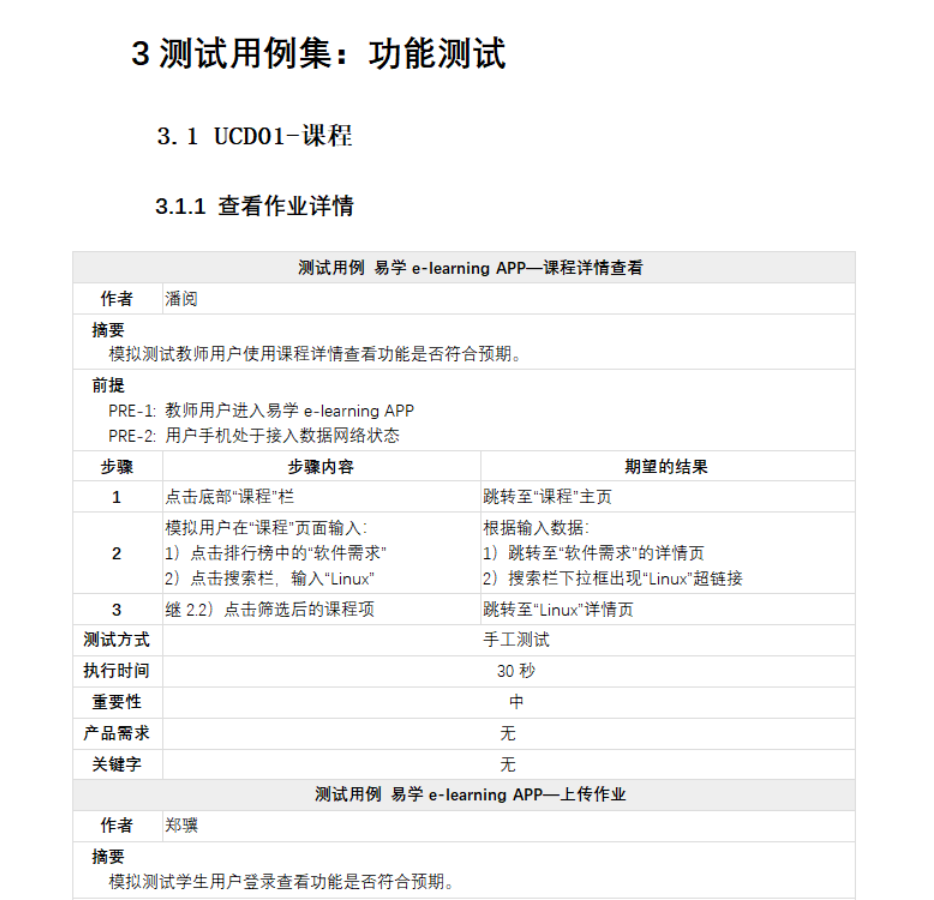 3 测试用例集：功能测试
3.1 UCD01-课程
3.1.1 查看作业详情
测试用例 易学 e-learning APP—课程详情查看
作者 潘阅
摘要
模拟测试教师用户使用课程详情查看功能是否符合预期。
前提
PRE-1: 教师用户进入易学 e-learning APP
PRE-2: 用户手机处于接入数据网络状态
步骤 步骤内容 期望的结果
1 点击底部“课程”栏 跳转至“课程”主页
模拟用户在“课程”页面输入: 根据输入数据:
2 1）点击排行榜中的“软件需求” 1）跳转至“软件需求”的详情页
2）点击搜索栏，输入“Linux” 2）搜索栏下拉框出现“Linux”超链接
3 继 2.2）点击筛选后的课程项 跳转至“Linux”详情页
测试方式 手工测试
执行时间 30 秒
重要性 中
产品需求 无
关键字 无
测试用例 易学 e-learning APP—上传作业
作者 郑骥
摘要
模拟测试学生用户登录查看功能是否符合预期。